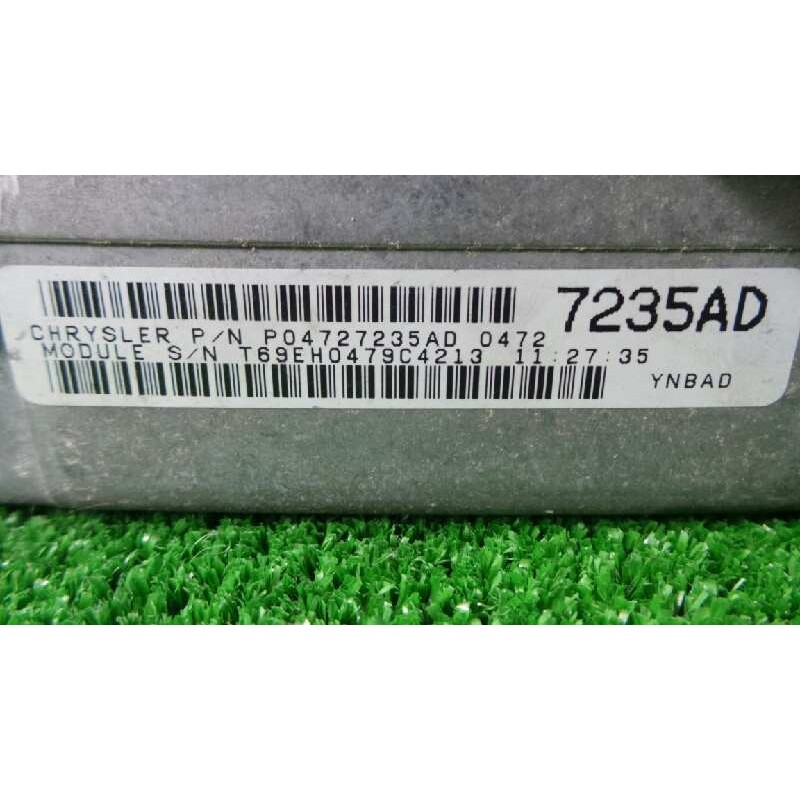 7235AD
CHRYSLER P/N P04727235AD 0472
MODULE S/N T69EH0479C4213 11:27:35
YNBAD